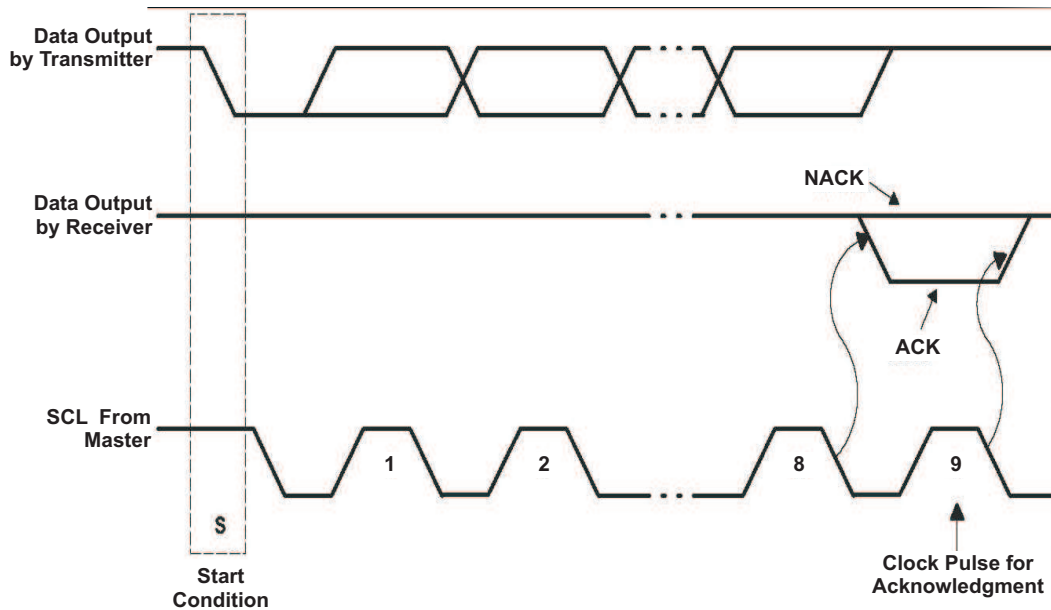 Data Output
by Transmitter
NACK
Data Output
by Receiver
ACK
SCL From
Master
1
2
8
9
S
Start
Condition
Clock Pulse for
Acknowledgment